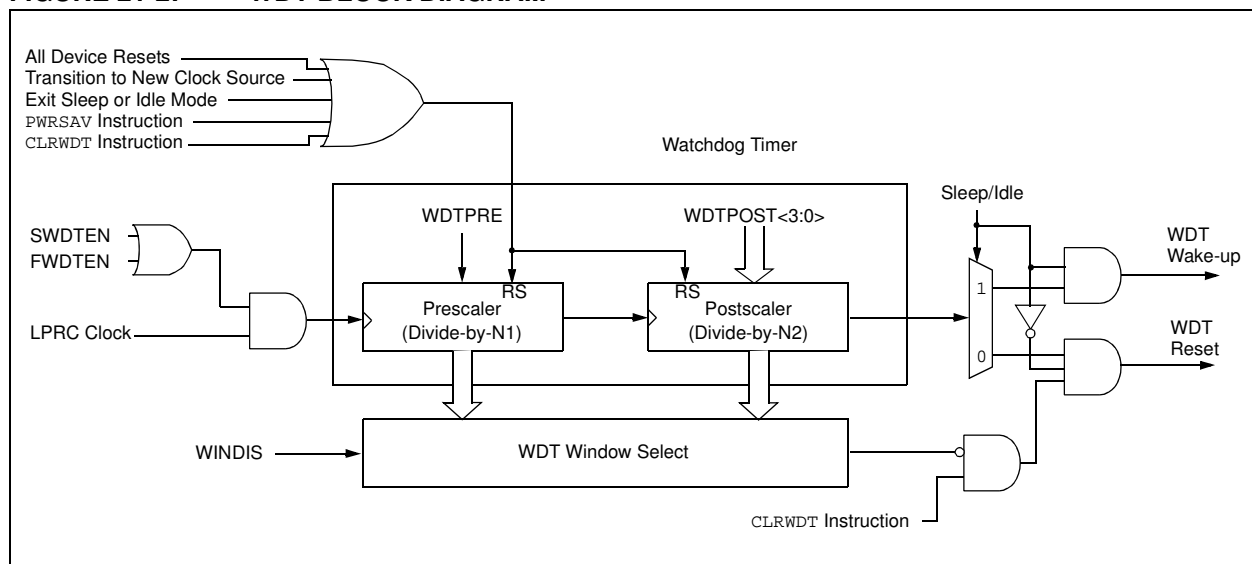 All Device Resets
Transition to New Clock Source
Exit Sleep or Idle Mode
PWRSAV Instruction
CLRWDT Instruction
Watchdog Timer
Sleep/Idle
WDTPRE
WDTPOST<3:0>
SWDTEN
FWDTEN
WDT
Wake-up
RS
RS
1
Prescaler
(Divide-by-N1)
Postscaler
(Divide-by-N2)
LPRC Clock
WDT
Reset
0
WINDIS
WDT Window Select
CLRWDT Instruction